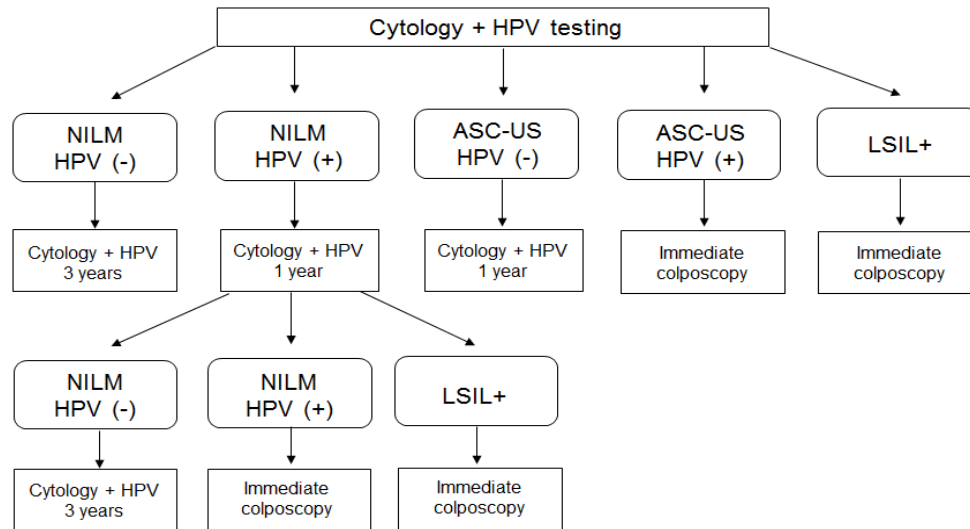 Cytology + HPV testing
NILM
HPV (-)
NILM
HPV (+)
ASC-US
HPV (-)
ASC-US
HPV (+)
LSIL+
Cytology + HPV
3 years
Cytology + HPV
1 year
Cytology + HPV
1 year
Immediate
colposcopy
Immediate
colposcopy
NILM
HPV (-)
NILM
HPV (+)
LSIL+
Cytology + HPV
3 years
Immediate
colposcopy
Immediate
colposcopy